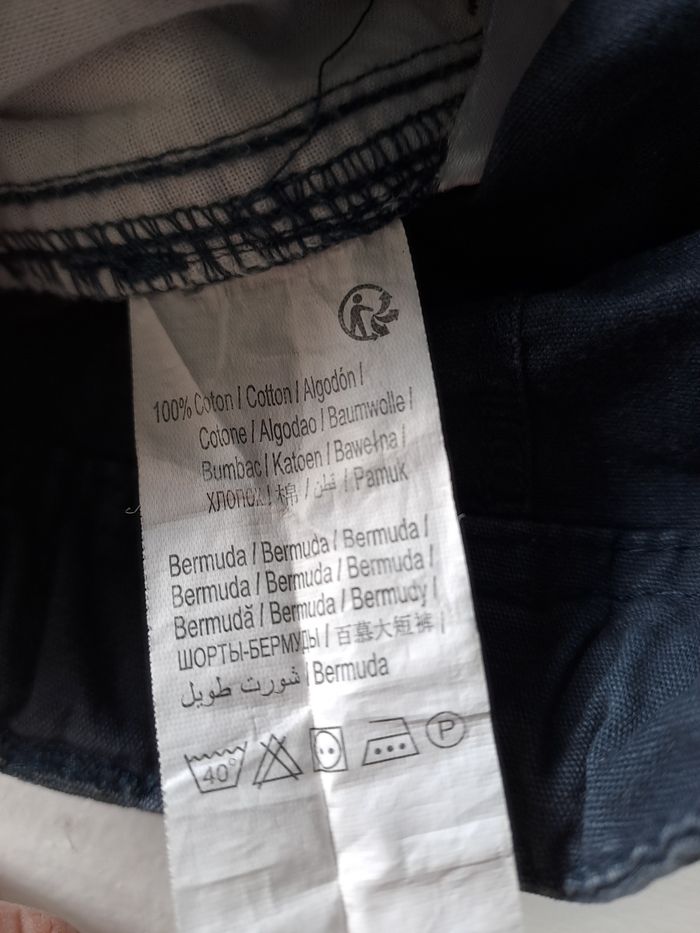 100% Coton / Cotton / Algodón /
Cotone / Algodao / Baumwolle /
Bumbac / Katoen / Bawełna /
ХЛОПОК / 棉 / قطن / Pamuk
Bermuda / Bermuda / Bermuda /
Bermuda / Bermuda / Bermuda /
Bermudă / Bermuda / Bermudy /
ШОРТЫ-БЕРМУДЫ / 百慕大短裤 /
شورت طويل / Bermuda
40° P